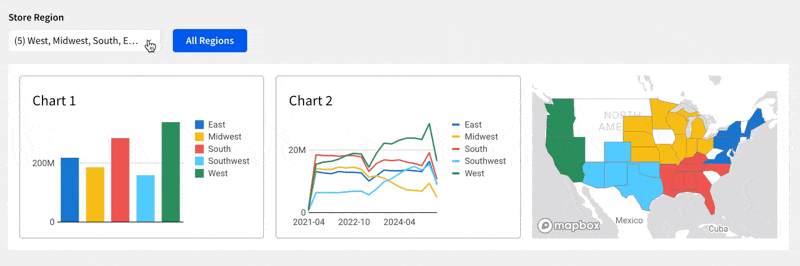 Store Region
(5) West, Midwest, South, E...
All Regions
Chart 1
200M
0
East
Midwest
South
Southwest
West
Chart 2
20M
0
2021-04
2022-10
2024-04
East
Midwest
South
Southwest
West
NORTH
AME
Mexico
Cuba
mapbox